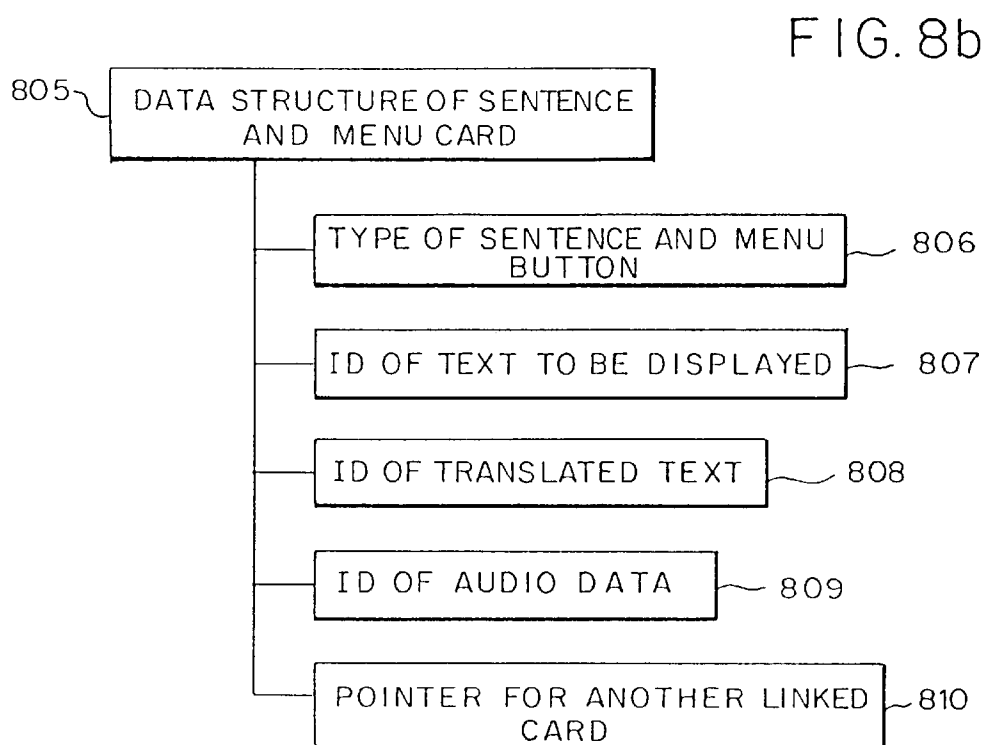 FIG. 8b
805
DATA STRUCTURE OF SENTENCE
AND MENU CARD
TYPE OF SENTENCE AND MENU
BUTTON
806
ID OF TEXT TO BE DISPLAYED
807
ID OF TRANSLATED TEXT
808
ID OF AUDIO DATA
809
POINTER FOR ANOTHER LINKED
CARD
810